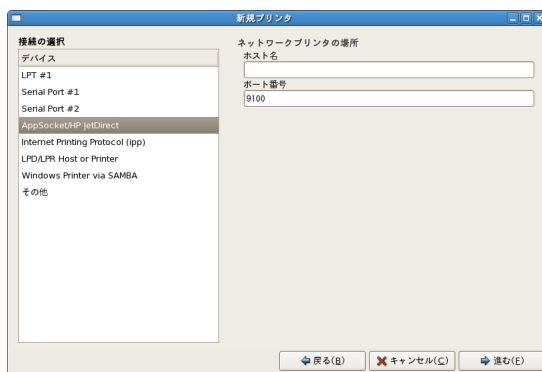 新規プリンタ
接続の選択
デバイス
LPT #1
Serial Port #1
Serial Port #2
AppSocket/HP JetDirect
Internet Printing Protocol (ipp)
LPD/LPR Host or Printer
Windows Printer via SAMBA
その他
ネットワークプリンタの場所
ホスト名
ポート番号
9100
戻る(B)
キャンセル(C)
進む(F)